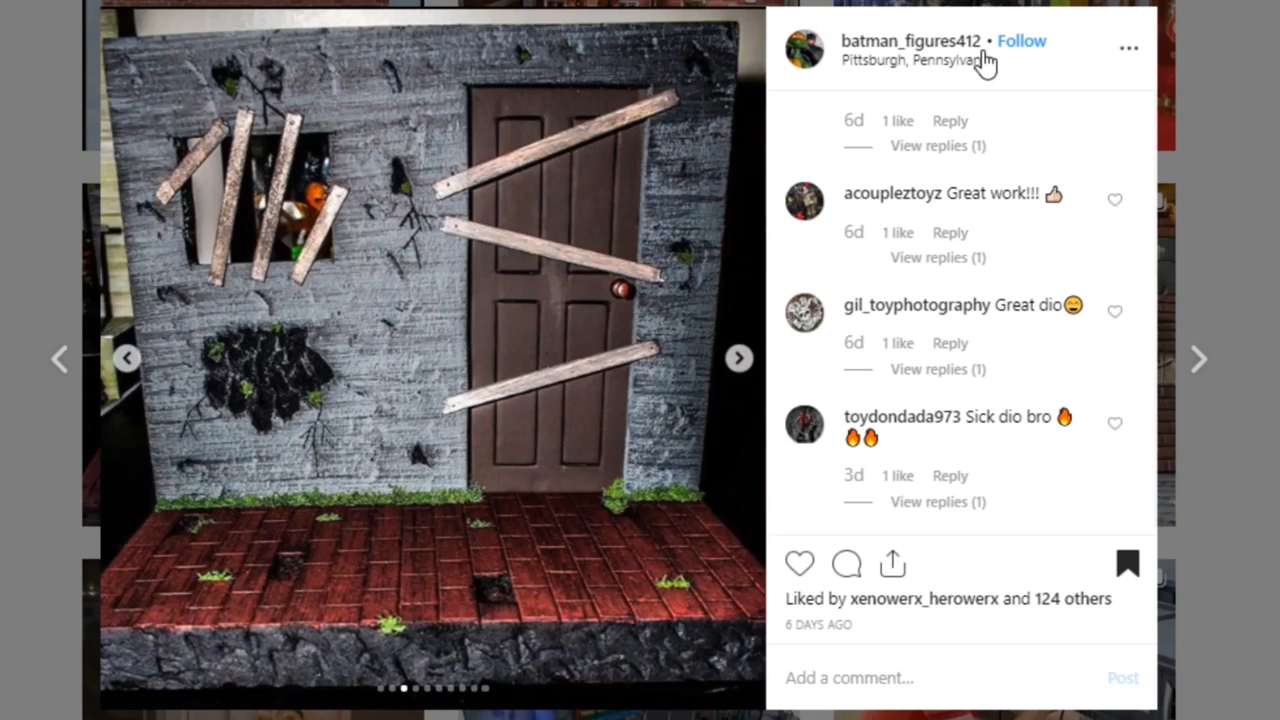 batman_figures412 • Follow
Pittsburgh, Pennsylvan
6d 1 like Reply
View replies (1)
acoupleztoyz Great work!!! 👍🏻
6d 1 like Reply
View replies (1)
gil_toyphotography Great dio😄
6d 1 like Reply
View replies (1)
toydondada973 Sick dio bro 🔥
🔥🔥
3d 1 like Reply
View replies (1)
Liked by xenowerx_herowerx and 124 others
6 DAYS AGO
Add a comment... Post